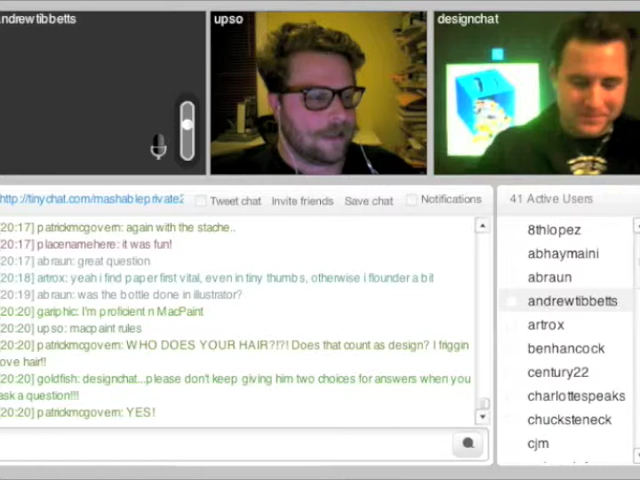 andrewtibbetts
upso
designchat
http://tinychat.com/mashableprivate2
Tweet chat Invite friends Save chat Notifications
41 Active Users
[20:17] patrickmcgovern: again with the stache..
[20:17] placenamehere: it was fun!
[20:17] abraun: great question
[20:18] artrox: yeah i find paper first vital, even in tiny thumbs, otherwise i flounder a bit
[20:19] abraun: was the bottle done in illustrator?
[20:20] gariphic: I'm proficient n MacPaint
[20:20] upso: macpaint rules
[20:20] patrickmcgovern: WHO DOES YOUR HAIR?!?! Does that count as design? I friggin
love hair!!
[20:20] goldfish: designchat...please don't keep giving him two choices for answers when you
ask a question!!!
[20:20] patrickmcgovern: YES!
8thlopez
abhaymaini
abraun
andrewtibbetts
artrox
benhancock
century22
charlottespeaks
chucksteneck
cjm